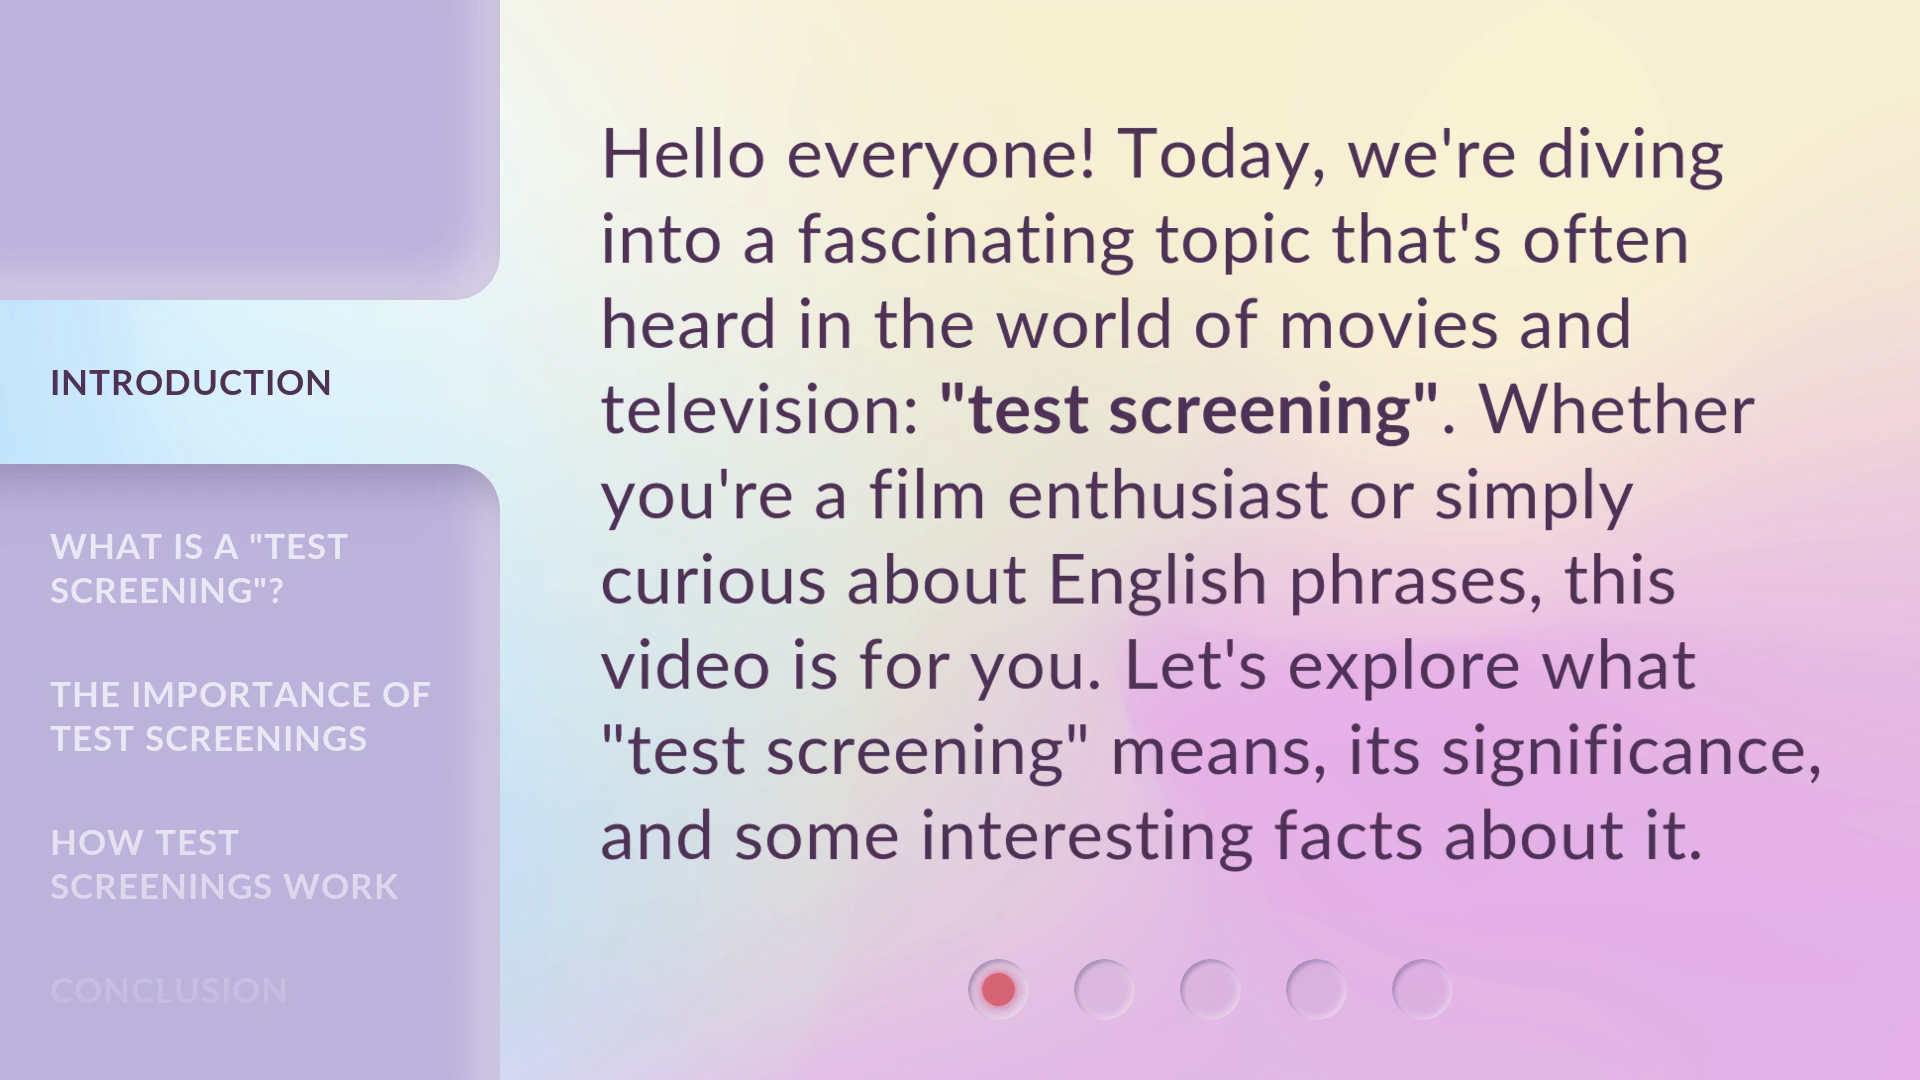 INTRODUCTION
WHAT IS A "TEST
SCREENING"?
THE IMPORTANCE OF
TEST SCREENINGS
HOW TEST
SCREENINGS WORK
CONCLUSION
Hello everyone! Today, we're diving
into a fascinating topic that's often
heard in the world of movies and
television: "test screening". Whether
you're a film enthusiast or simply
curious about English phrases, this
video is for you. Let's explore what
"test screening" means, its significance,
and some interesting facts about it.